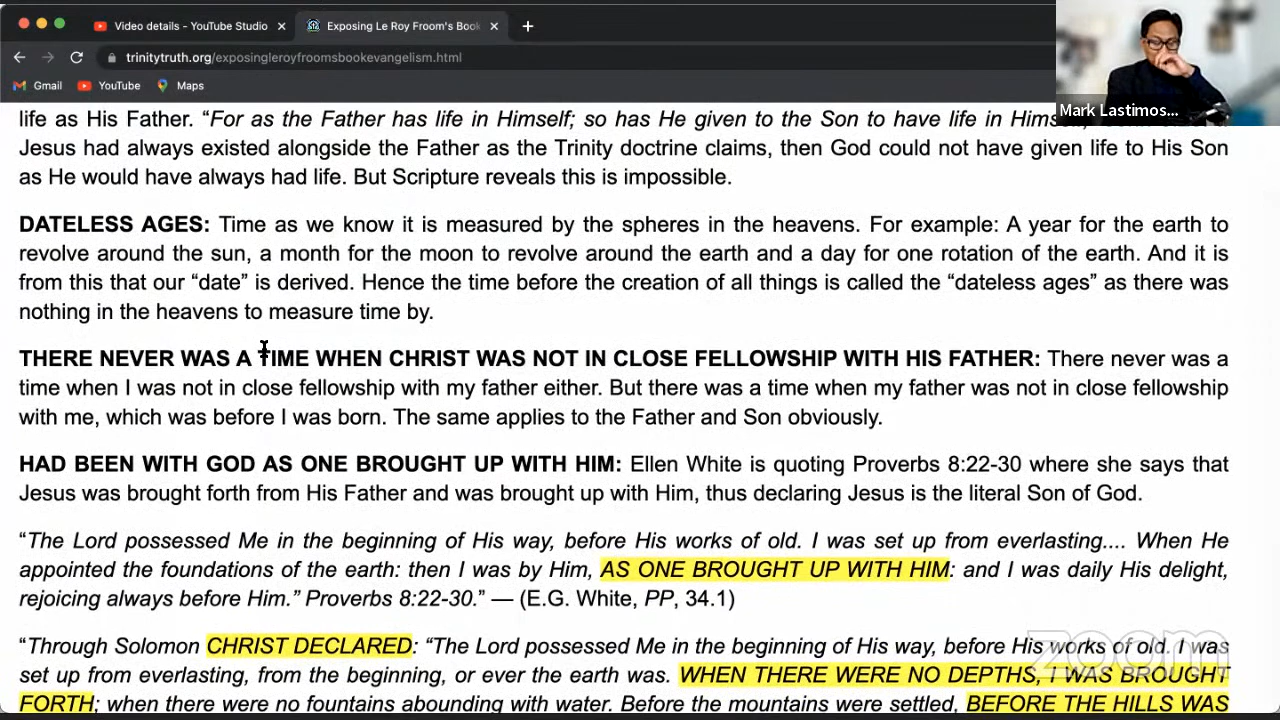 Video details - YouTube Studio
Exposing Le Roy Froom's Book
trinitytruth.org/exposingleroyfroomsbookevangelism.html
Gmail YouTube Maps
Mark Lastimos...
life as His Father. “For as the Father has life in Himself; so has He given to the Son to have life in Himself
Jesus had always existed alongside the Father as the Trinity doctrine claims, then God could not have given life to His Son
as He would have always had life. But Scripture reveals this is impossible.
DATELESS AGES: Time as we know it is measured by the spheres in the heavens. For example: A year for the earth to
revolve around the sun, a month for the moon to revolve around the earth and a day for one rotation of the earth. And it is
from this that our “date” is derived. Hence the time before the creation of all things is called the “dateless ages” as there was
nothing in the heavens to measure time by.
THERE NEVER WAS A TIME WHEN CHRIST WAS NOT IN CLOSE FELLOWSHIP WITH HIS FATHER: There never was a
time when I was not in close fellowship with my father either. But there was a time when my father was not in close fellowship
with me, which was before I was born. The same applies to the Father and Son obviously.
HAD BEEN WITH GOD AS ONE BROUGHT UP WITH HIM: Ellen White is quoting Proverbs 8:22-30 where she says that
Jesus was brought forth from His Father and was brought up with Him, thus declaring Jesus is the literal Son of God.
“The Lord possessed Me in the beginning of His way, before His works of old. I was set up from everlasting.... When He
appointed the foundations of the earth: then I was by Him, AS ONE BROUGHT UP WITH HIM: and I was daily His delight,
rejoicing always before Him.” Proverbs 8:22-30.” — (E.G. White, PP, 34.1)
“Through Solomon CHRIST DECLARED: “The Lord possessed Me in the beginning of His way, before His works of old. I was
set up from everlasting, from the beginning, or ever the earth was. WHEN THERE WERE NO DEPTHS, I WAS BROUGHT
FORTH; when there were no fountains abounding with water. Before the mountains were settled, BEFORE THE HILLS WAS
zoom